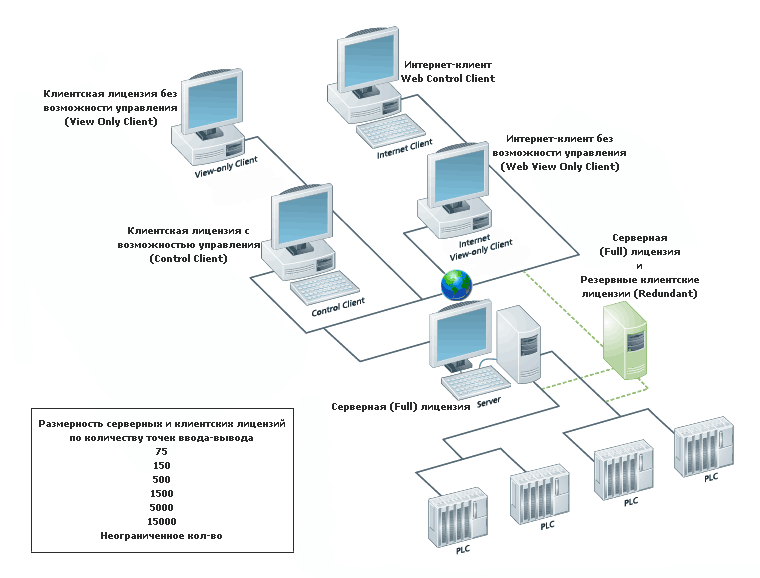 Интернет-клиент
Web Control Client
Клиентская лицензия без
возможности управления
(View Only Client)
Internet Client
View-only Client
Интернет-клиент без
возможности управления
(Web View Only Client)
Клиентская лицензия с
возможностью управления
(Control Client)
Internet
View-only Client
Control Client
Серверная
(Full) лицензия
и
Резервные клиентские
лицензии (Redundant)
Серверная (Full) лицензия
Server
Размерность серверных и клиентских лицензий
по количеству точек ввода-вывода
75
150
500
1500
5000
15000
Неограниченное кол-во
PLC
PLC
PLC
PLC